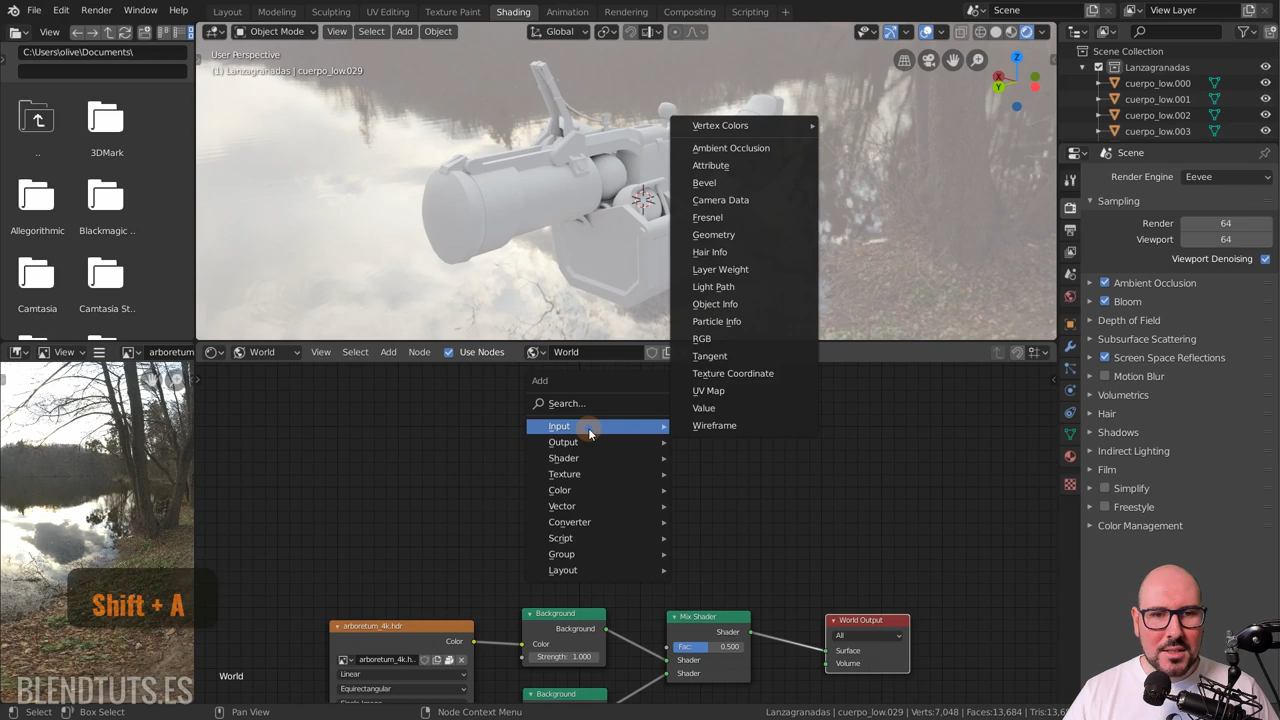 File Edit Render Window Help
Layout Modeling Sculpting UV Editing Texture Paint Shading Animation Rendering Compositing Scripting +
Scene
View Layer
View
Object Mode View Select Add Object
Global
C:\Users\olive\Documents\
User Perspective
(1) Lanzagranadas | cuerpo_low.029
..
3DMark
Allegorithmic
Blackmagic ..
Camtasia
Camtasia St..
Z
X
Y
Scene Collection
Lanzagranadas
cuerpo_low.000
cuerpo_low.001
cuerpo_low.002
cuerpo_low.003
Scene
Render Engine Eevee
Sampling
Render 64
Viewport 64
Viewport Denoising
Ambient Occlusion
Bloom
Depth of Field
Subsurface Scattering
Screen Space Reflections
Motion Blur
Volumetrics
Hair
Shadows
Indirect Lighting
Film
Simplify
Freestyle
Color Management
Vertex Colors
Ambient Occlusion
Attribute
Bevel
Camera Data
Fresnel
Geometry
Hair Info
Layer Weight
Light Path
Object Info
Particle Info
RGB
Tangent
Texture Coordinate
UV Map
Value
Wireframe
View
arboretum
World View Select Add Node Use Nodes World
Add
Search...
Input
Output
Shader
Texture
Color
Vector
Converter
Script
Group
Layout
Shift + A
arboretum_4k.hdr
Color
arboretum_4k.h..
Linear
Equirectangular
Background
Background
Color
Strength: 1.000
Background
Mix Shader
Shader
Fac: 0.500
Shader
Shader
World Output
All
Surface
Volume
World
BLENDTUTS.ES
Select Box Select Pan View Node Context Menu
Lanzagranadas | cuerpo_low.029 | Verts:7,048 | Faces:13,684 |